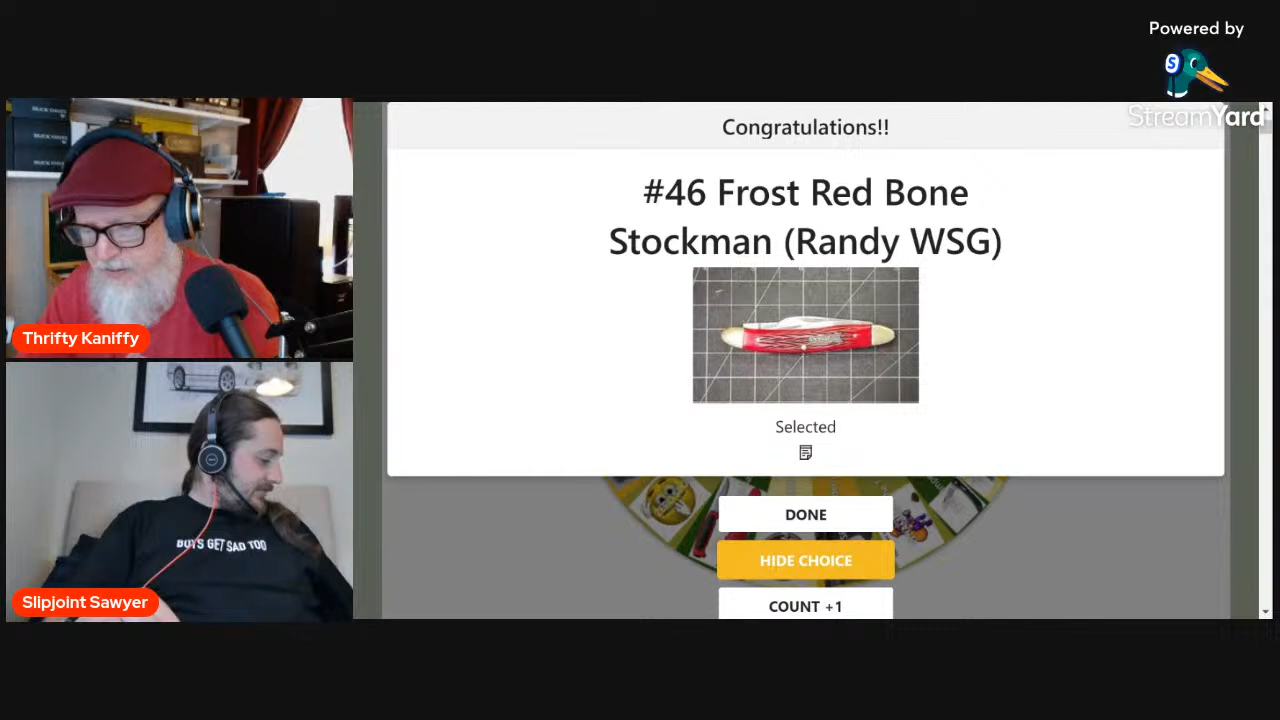 Powered by
S
StreamYard
Congratulations!!
#46 Frost Red Bone
Stockman (Randy WSG)
Selected
DONE
HIDE CHOICE
COUNT +1
Thrifty Kaniffy
BOYS GET SAD TOO
Slipjoint Sawyer